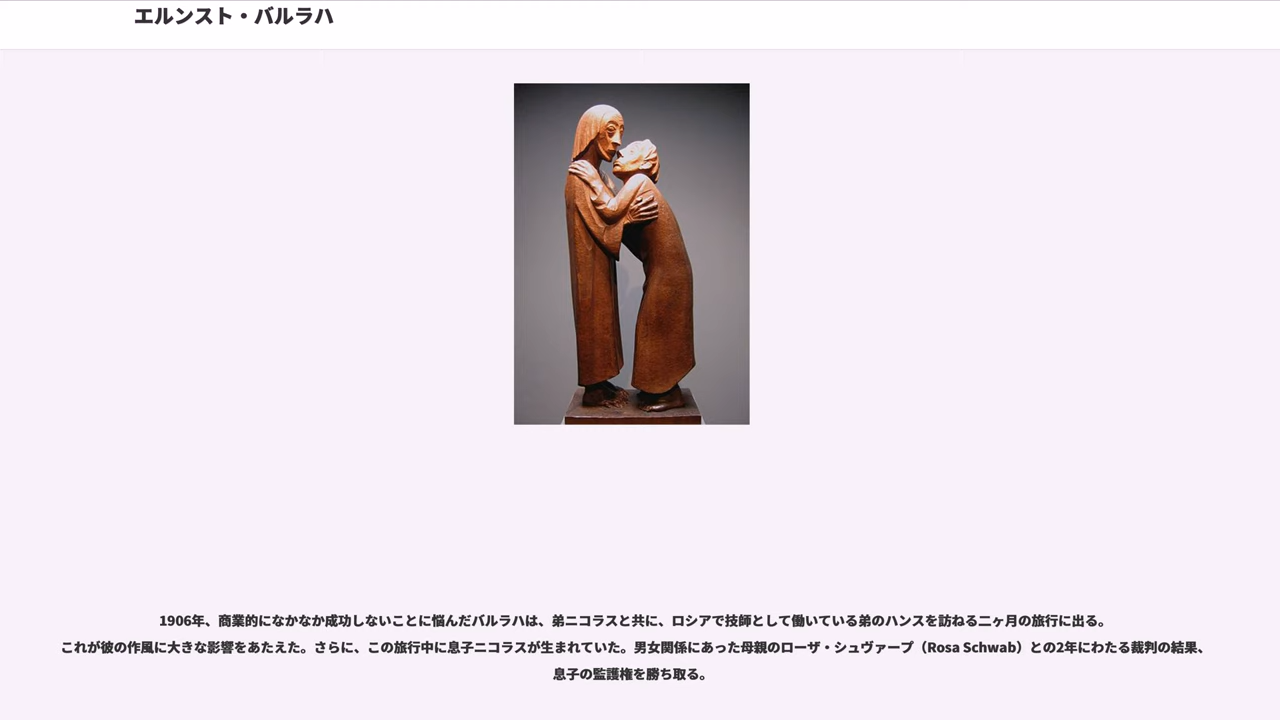 エルンスト・バルラハ
1906年、商業的になかなか成功しないことに悩んだバルラハは、弟ニコラスと共に、ロシアで技師として働いている弟のハンスを訪ねる二ヶ月の旅行に出る。
これが彼の作風に大きな影響をあたえた。さらに、この旅行中に息子ニコラスが生まれていた。男女関係にあった母親のローザ・シュヴァープ（Rosa Schwab）との2年にわたる裁判の結果、
息子の監護権を勝ち取る。